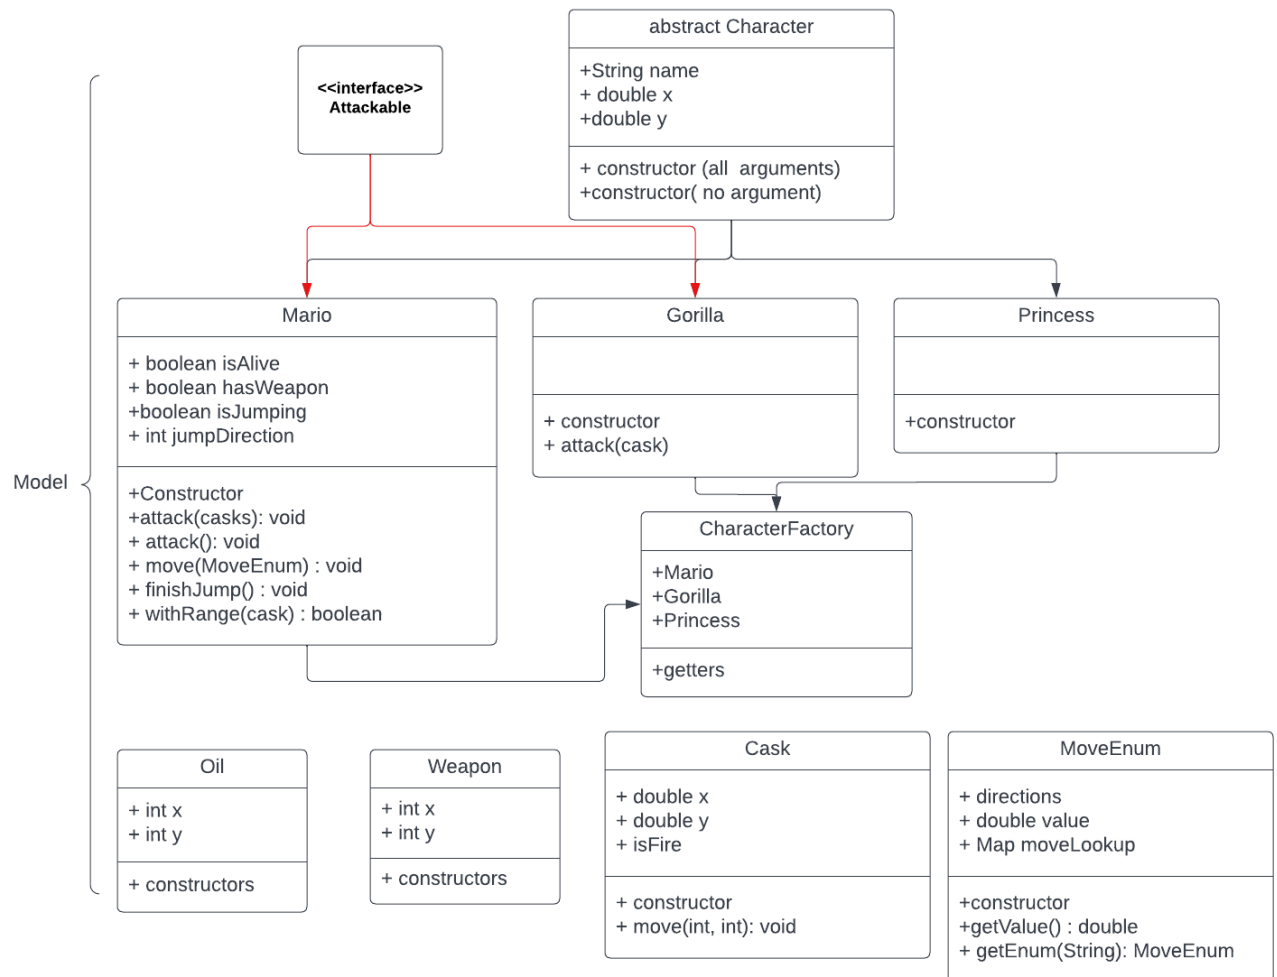 abstract Character
+String name
+ double x
+double y
+ constructor (all  arguments)
+constructor( no argument)
<<interface>>
Attackable
Model
Mario
+ boolean isAlive
+ boolean hasWeapon
+boolean isJumping
+ int jumpDirection
+Constructor
+attack(casks): void
+ attack(): void
+ move(MoveEnum) : void
+ finishJump() : void
+ withRange(cask) : boolean
Gorilla
+ constructor
+ attack(cask)
Princess
+constructor
CharacterFactory
+Mario
+Gorilla
+Princess
+getters
Oil
+ int x
+ int y
+ constructors
Weapon
+ int x
+ int y
+ constructors
Cask
+ double x
+ double y
+ isFire
+ constructor
+ move(int, int): void
MoveEnum
+ directions
+ double value
+ Map moveLookup
+constructor
+getValue() : double
+ getEnum(String): MoveEnum